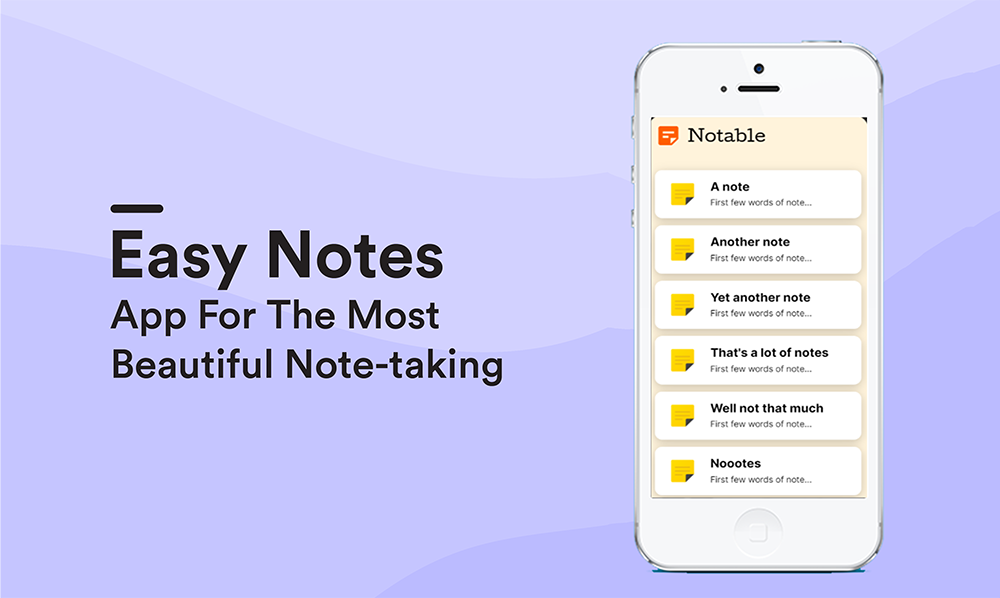 Easy Notes
App For The Most
Beautiful Note-taking
Notable
A note
First few words of note...
Another note
First few words of note...
Yet another note
First few words of note...
That's a lot of notes
First few words of note...
Well not that much
First few words of note...
Noootes
First few words of note...